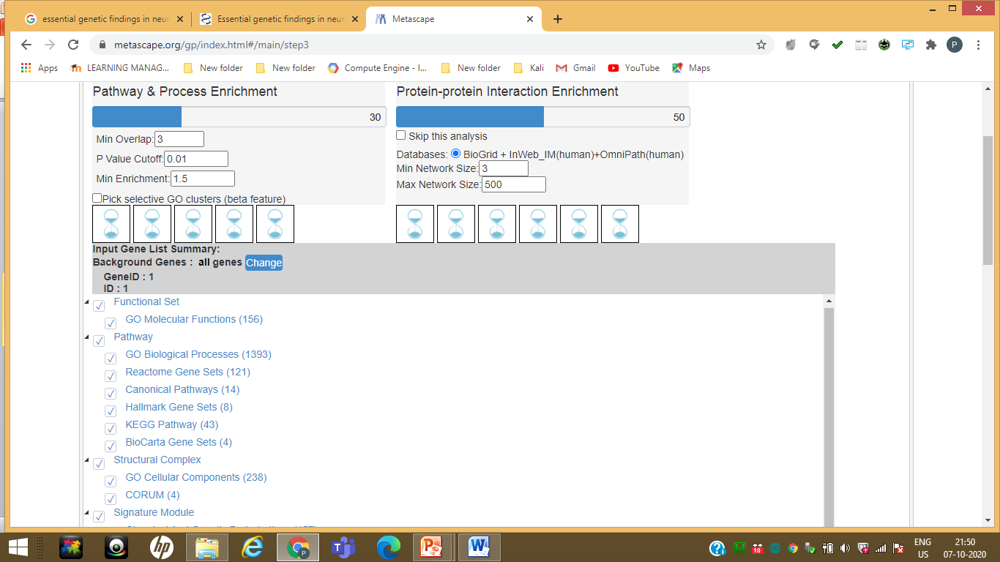 essential genetic findings in neur
Essential genetic findings in neur
Metascape
metascape.org/gp/index.html#/main/step3
P
Apps
LEARNING MANAG...
New folder
New folder
Compute Engine - I...
New folder
Kali
Gmail
YouTube
Maps
Pathway & Process Enrichment
30
Min Overlap: 3
P Value Cutoff: 0.01
Min Enrichment: 1.5
Pick selective GO clusters (beta feature)
Protein-protein Interaction Enrichment
50
Skip this analysis
Databases: BioGrid + InWeb_IM(human)+OmniPath(human)
Min Network Size: 3
Max Network Size: 500
Input Gene List Summary:
Background Genes : all genes Change
GeneID : 1
ID : 1
Functional Set
GO Molecular Functions (156)
Pathway
GO Biological Processes (1393)
Reactome Gene Sets (121)
Canonical Pathways (14)
Hallmark Gene Sets (8)
KEGG Pathway (43)
BioCarta Gene Sets (4)
Structural Complex
GO Cellular Components (238)
CORUM (4)
Signature Module
ENG
US
21:50
07-10-2020